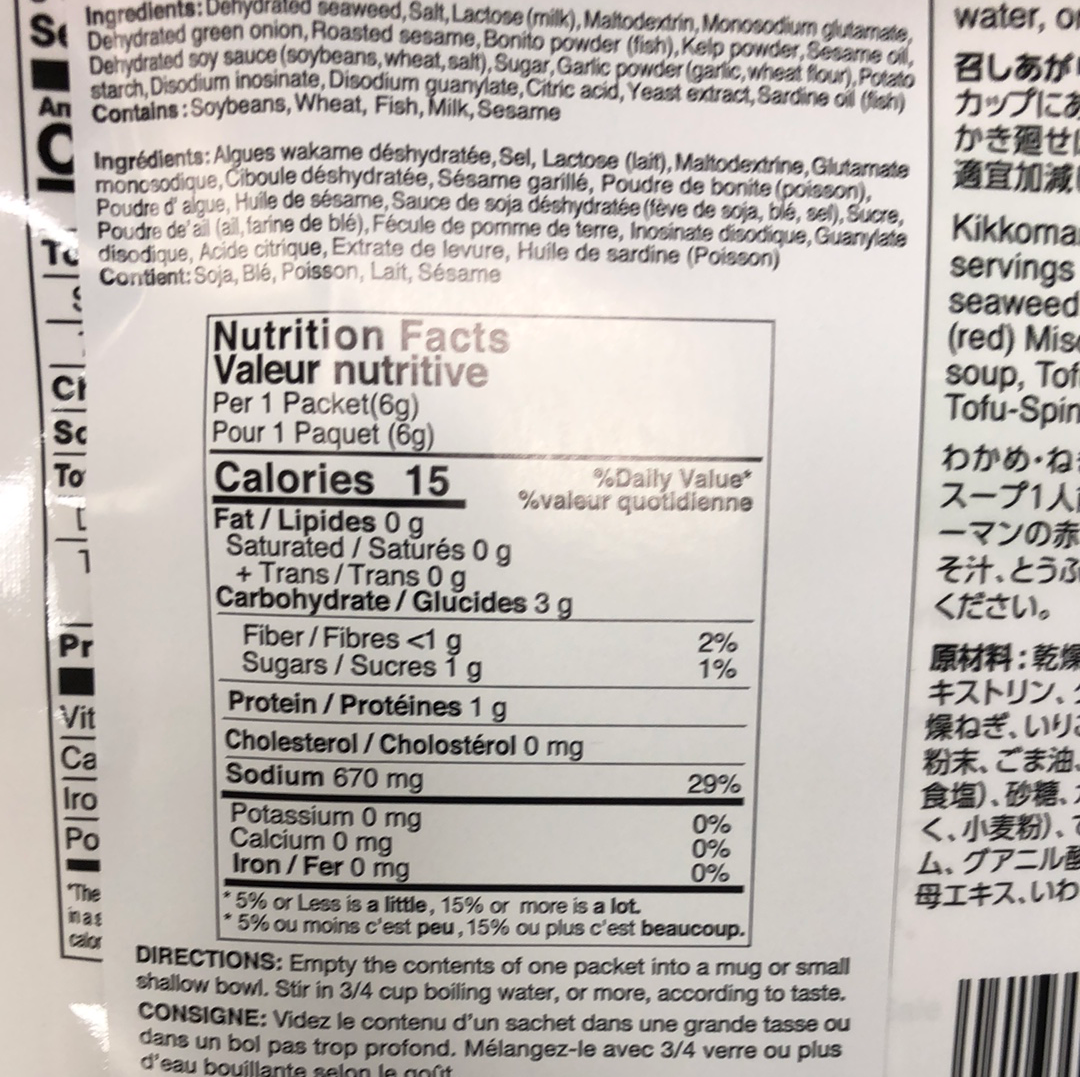 Ingredients: Dehydrated seaweed, Salt, Lactose (milk), Maltodextrin, Monosodium glutamate,
Dehydrated green onion, Roasted sesame, Bonito powder (fish), Kelp powder, Sesame oil,
Dehydrated soy sauce (soybeans, wheat, salt), Sugar, Garlic powder (garlic, wheat flour), Potato
starch, Disodium inosinate, Disodium guanylate, Citric acid, Yeast extract, Sardine oil (fish)
Contains: Soybeans, Wheat, Fish, Milk, Sesame
Ingrédients: Algues wakame déshydratée, Sel, Lactose (lait), Maltodextrine, Glutamate
monosodique, Ciboule déshydratée, Sésame garillé, Poudre de bonite (poisson),
Poudre d' algue, Huile de sésame, Sauce de soja déshydratée (fève de soja, blé, sel), Sucre,
Poudre de'ail (ail, farine de blé), Fécule de pomme de terre, Inosinate disodique, Guanylate
disodique, Acide citrique, Extrate de levure, Huile de sardine (Poisson)
Contient: Soja, Blé, Poisson, Lait, Sésame
Nutrition Facts
Valeur nutritive
Per 1 Packet(6g)
Pour 1 Paquet (6g)
Calories 15
%Daily Value*
%valeur quotidienne
Fat / Lipides 0 g
Saturated / Saturés 0 g
+ Trans / Trans 0 g
Carbohydrate / Glucides 3 g
Fiber / Fibres <1 g 2%
Sugars / Sucres 1 g 1%
Protein / Protéines 1 g
Cholesterol / Cholostérol 0 mg
Sodium 670 mg 29%
Potassium 0 mg 0%
Calcium 0 mg 0%
Iron / Fer 0 mg 0%
* 5% or Less is a little, 15% or more is a lot.
* 5% ou moins c'est peu, 15% ou plus c'est beaucoup.
DIRECTIONS: Empty the contents of one packet into a mug or small
shallow bowl. Stir in 3/4 cup boiling water, or more, according to taste.
CONSIGNE: Videz le contenu d'un sachet dans une grande tasse ou
dans un bol pas trop profond. Mélangez-le avec 3/4 verre ou plus
d'eau bouillante selon le goût
water,
召しあが
カップにあ
かき廻せ
適宜加減
Kikkoma
servings
seaweed
(red) Mis
soup, Tof
Tofu-Spin
わかめ・ね
スープ1人
ーマンの赤
そ汁、とうふ
ください。
原材料：乾燥
キストリン、
燥ねぎ、いり
粉末、ごま油、
食塩）、砂糖、
く、小麦粉）、
ム、グアニル酸
母エキス、いわ
Pr
Vit
Ca
Iro
Po
*The
in a s
calor